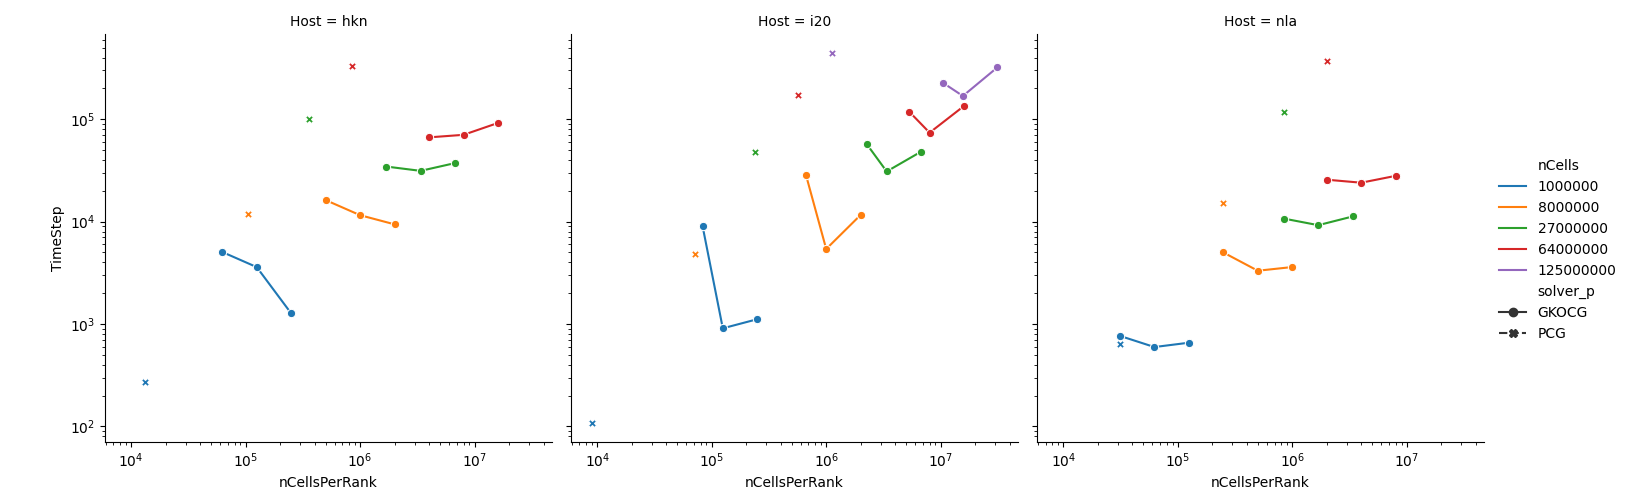 Host = hkn
Host = i20
Host = nla
TimeStep
10^5
10^4
10^3
10^2
10^4 10^5 10^6 10^7
10^4 10^5 10^6 10^7
10^4 10^5 10^6 10^7
nCellsPerRank
nCellsPerRank
nCellsPerRank
nCells
1000000
8000000
27000000
64000000
125000000
solver_p
GKOCG
PCG